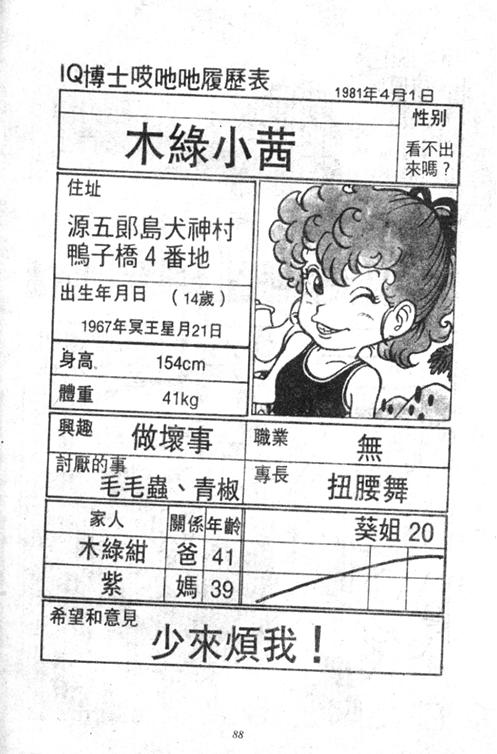 IQ博士哎吔吔履歷表
1981年4月1日
木綠小茜
性别
看不出
來嗎？
住址
源五郞島犬神村
鴨子橋4番地
出生年月日 （14歲）
1967年冥王星月21日
身高 154cm
體重 41kg
興趣 做壞事
職業 無
討厭的事
毛毛蟲、青椒
專長 扭腰舞
家人 關係 年齡
木綠紺 爸 41
紫 媽 39
葵姐 20
希望和意見
少來煩我！
88